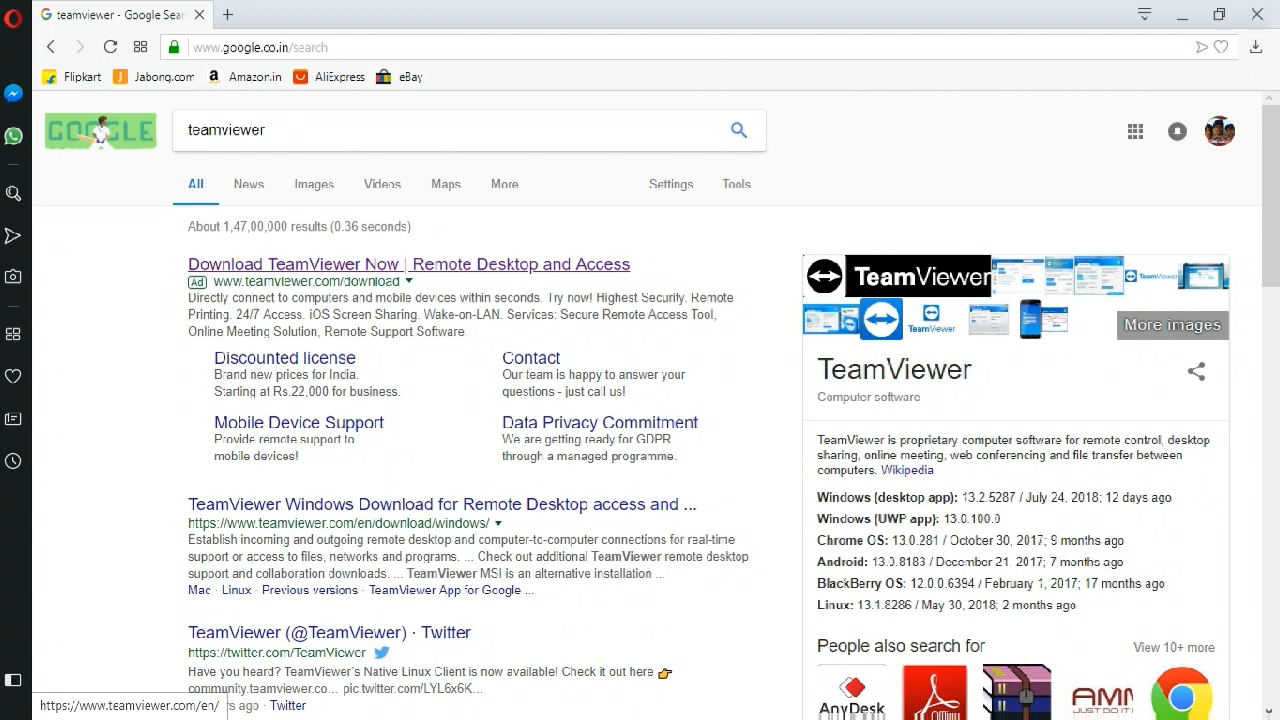 teamviewer - Google Sear
www.google.co.in/search
Flipkart Jabong.com Amazon.in AliExpress eBay
GOOGLE
teamviewer
All News Images Videos Maps More Settings Tools
About 1,47,00,000 results (0.36 seconds)
Download TeamViewer Now | Remote Desktop and Access
Ad www.teamviewer.com/download
Directly connect to computers and mobile devices within seconds. Try now! Highest Security. Remote
Printing. 24/7 Access. iOS Screen Sharing. Wake-on-LAN. Services: Secure Remote Access Tool,
Online Meeting Solution, Remote Support Software
Discounted license
Brand new prices for India.
Starting at Rs.22,000 for business.
Contact
Our team is happy to answer your
questions - just call us!
Mobile Device Support
Provide remote support to
mobile devices!
Data Privacy Commitment
We are getting ready for GDPR
through a managed programme.
TeamViewer Windows Download for Remote Desktop access and ...
https://www.teamviewer.com/en/download/windows/
Establish incoming and outgoing remote desktop and computer-to-computer connections for real-time
support or access to files, networks and programs. ... Check out additional TeamViewer remote desktop
support and collaboration downloads. ... TeamViewer MSI is an alternative installation ...
Mac · Linux · Previous versions · TeamViewer App for Google ...
TeamViewer (@TeamViewer) · Twitter
https://twitter.com/TeamViewer
Have you heard? TeamViewer's Native Linux Client is now available! Check it out here 👉
community.teamviewer.co... pic.twitter.com/LYL6x6K...
https://www.teamviewer.com/en/ rs ago · Twitter
TeamViewer
TeamViewer
TeamViewer
More images
TeamViewer
Computer software
TeamViewer is proprietary computer software for remote control, desktop
sharing, online meeting, web conferencing and file transfer between
computers. Wikipedia
Windows (desktop app): 13.2.5287 / July 24, 2018; 12 days ago
Windows (UWP app): 13.0.100.0
Chrome OS: 13.0.281 / October 30, 2017; 9 months ago
Android: 13.0.8183 / December 21, 2017; 7 months ago
BlackBerry OS: 12.0.0.6394 / February 1, 2017; 17 months ago
Linux: 13.1.8286 / May 30, 2018; 2 months ago
People also search for View 10+ more
AnyDesk